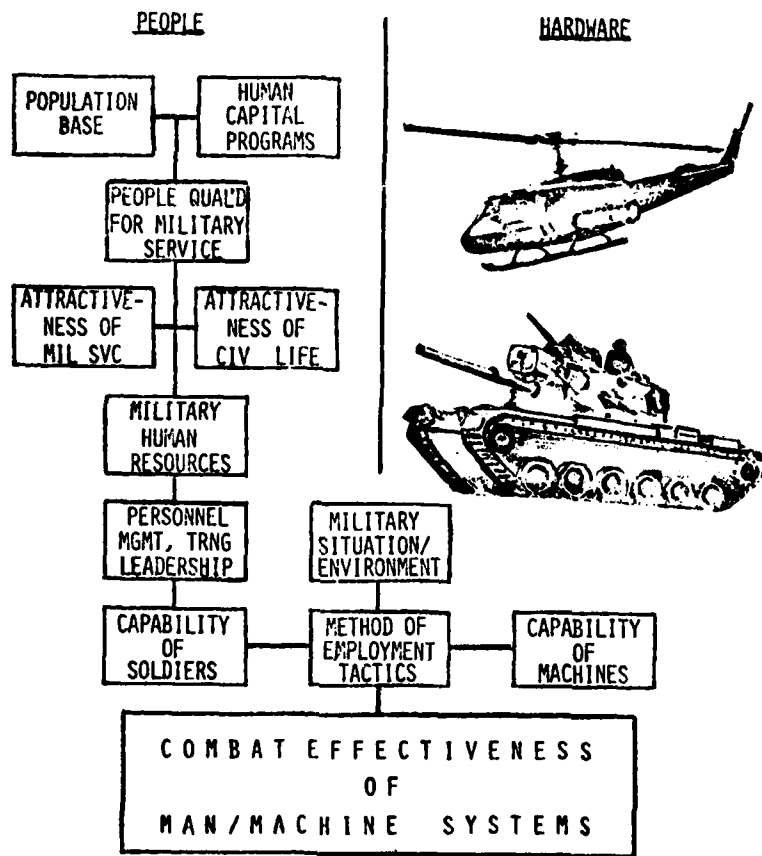 PEOPLE
HARDWARE
POPULATION
BASE
HUMAN
CAPITAL
PROGRAMS
PEOPLE QUAL'D
FOR MILITARY
SERVICE
ATTRACTIVE-
NESS OF
MIL SVC
ATTRACTIVE-
NESS OF
CIV LIFE
MILITARY
HUMAN
RESOURCES
PERSONNEL
MGMT, TRNG
LEADERSHIP
MILITARY
SITUATION/
ENVIRONMENT
CAPABILITY
OF
SOLDIERS
METHOD OF
EMPLOYMENT
TACTICS
CAPABILITY
OF
MACHINES
COMBAT EFFECTIVENESS
OF
MAN/MACHINE SYSTEMS